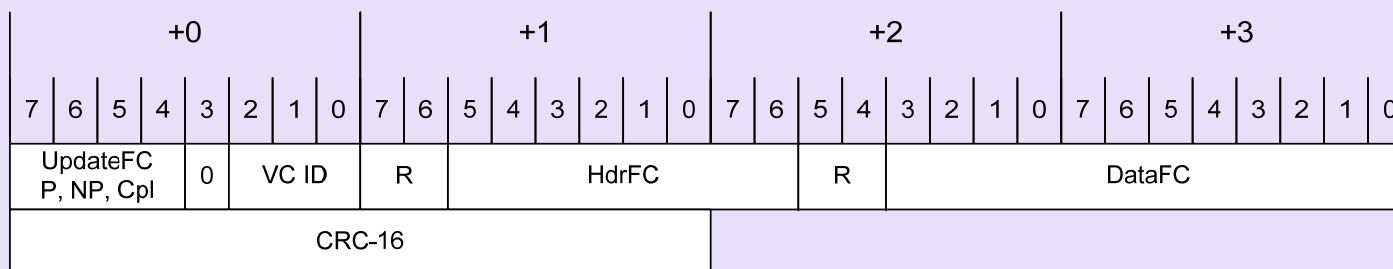 +0 +1 +2 +3
7 6 5 4 3 2 1 0 7 6 5 4 3 2 1 0 7 6 5 4 3 2 1 0 7 6 5 4 3 2 1 0
UpdateFC
P, NP, Cpl
0 VC ID R HdrFC R DataFC
CRC-16